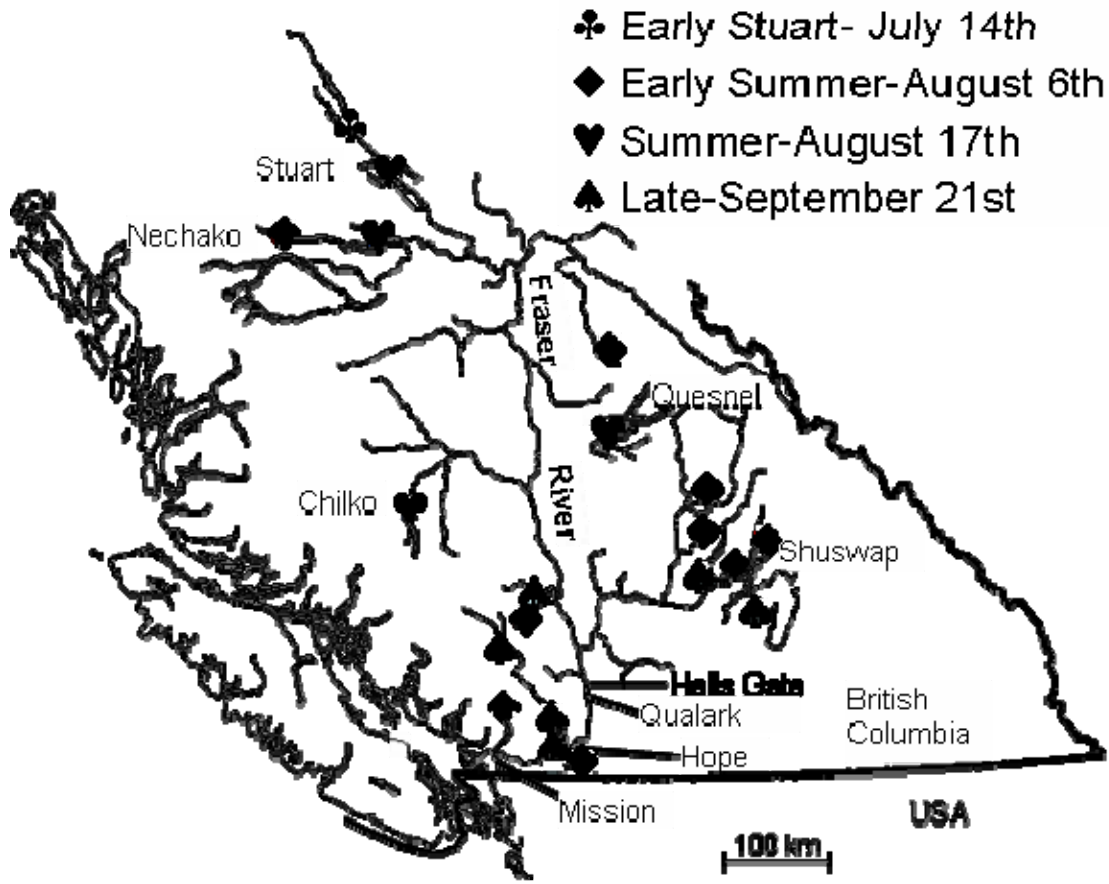 Early Stuart- July 14th
Early Summer-August 6th
Summer-August 17th
Late-September 21st
Stuart
Nechako
Fraser
Quesnel
River
Chilko
Shuswap
Hells Gate
Qualark
British
Columbia
Hope
Mission
USA
100 km